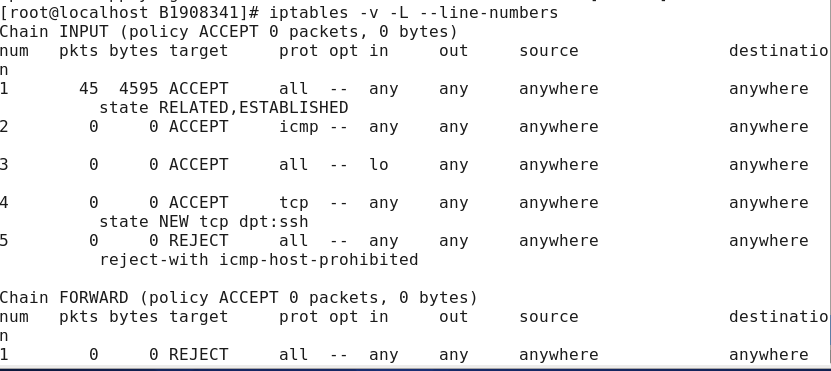 [root@localhost B1908341]# iptables -v -L --line-numbers
Chain INPUT (policy ACCEPT 0 packets, 0 bytes)
num   pkts bytes target     prot opt in     out     source               destinatio
n
1       45  4595 ACCEPT     all  --  any    any     anywhere             anywhere
          state RELATED,ESTABLISHED
2        0     0 ACCEPT     icmp --  any    any     anywhere             anywhere
3        0     0 ACCEPT     all  --  lo     any     anywhere             anywhere
4        0     0 ACCEPT     tcp  --  any    any     anywhere             anywhere
          state NEW tcp dpt:ssh
5        0     0 REJECT     all  --  any    any     anywhere             anywhere
          reject-with icmp-host-prohibited
Chain FORWARD (policy ACCEPT 0 packets, 0 bytes)
num   pkts bytes target     prot opt in     out     source               destinatio
n
1        0     0 REJECT     all  --  any    any     anywhere             anywhere